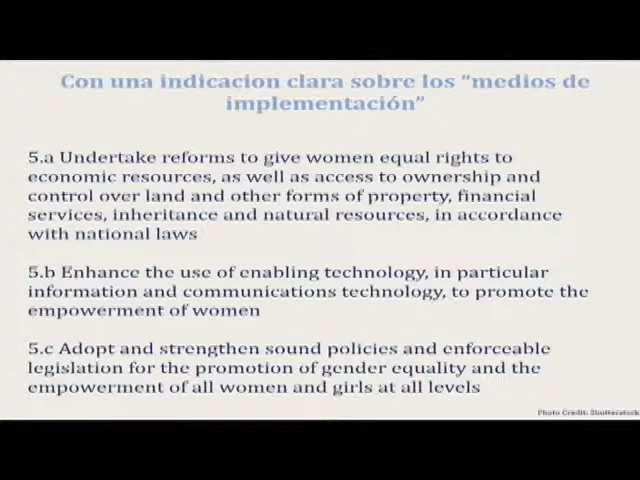 Con una indicacion clara sobre los “medios de
implementación”
5.a Undertake reforms to give women equal rights to
economic resources, as well as access to ownership and
control over land and other forms of property, financial
services, inheritance and natural resources, in accordance
with national laws
5.b Enhance the use of enabling technology, in particular
information and communications technology, to promote the
empowerment of women
5.c Adopt and strengthen sound policies and enforceable
legislation for the promotion of gender equality and the
empowerment of all women and girls at all levels
Photo Credit: Shutterstock